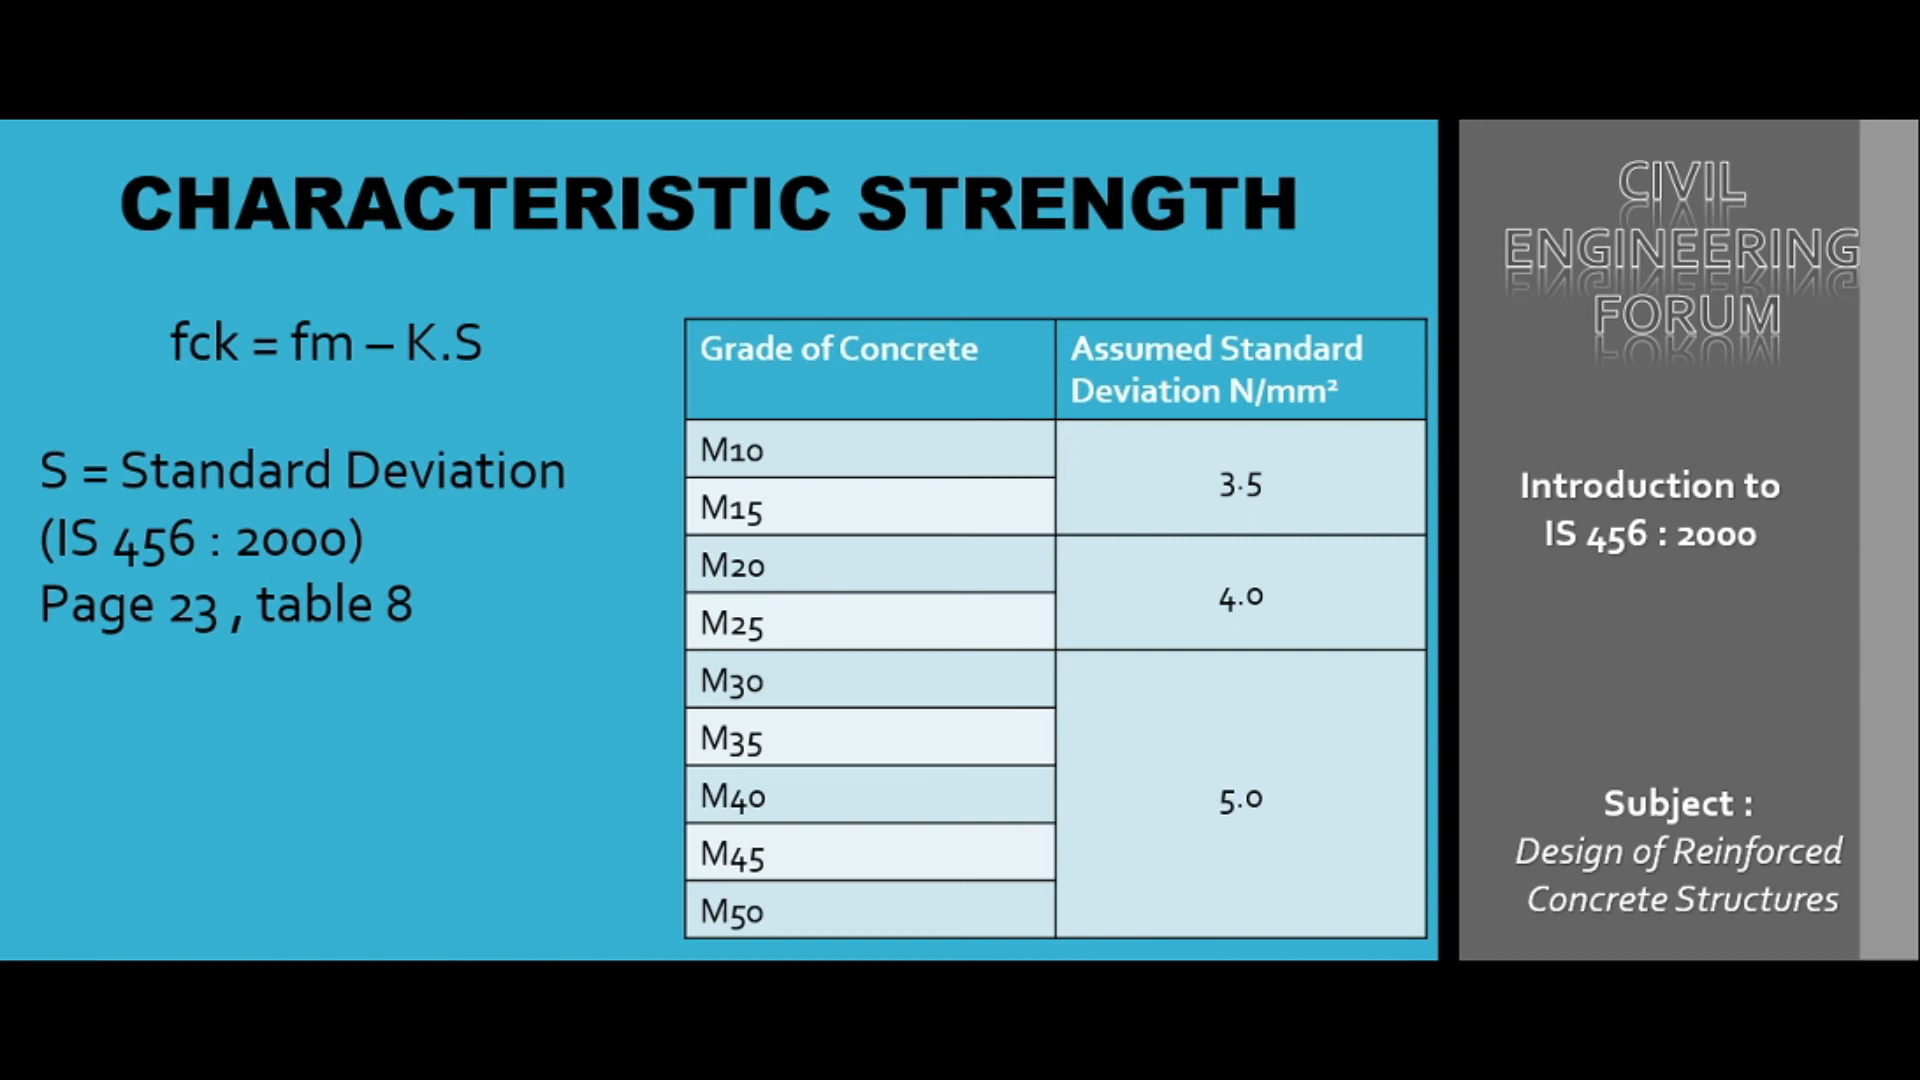 CHARACTERISTIC STRENGTH
fck = fm – K.S
S = Standard Deviation
(IS 456 : 2000)
Page 23 , table 8
Grade of Concrete
Assumed Standard
Deviation N/mm²
M10
M15
3.5
M20
M25
4.0
M30
M35
M40
M45
M50
5.0
CIVIL
ENGINEERING
FORUM
Introduction to
IS 456 : 2000
Subject :
Design of Reinforced
Concrete Structures